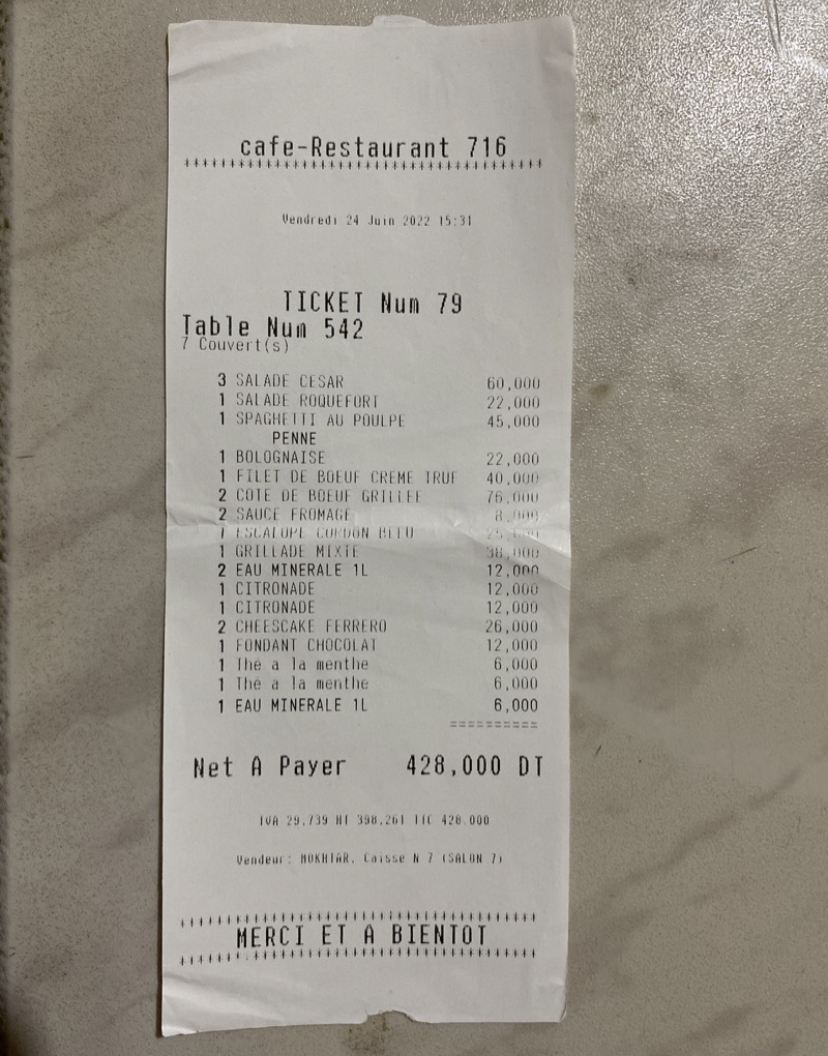 cafe-Restaurant 716
****************************************
Vendredi 24 Juin 2022 15:31
TICKET Num 79
Table Num 542
7 Couvert(s)
3 SALADE CESAR 60,000
1 SALADE ROQUEFORT 22,000
1 SPAGHETTI AU POULPE 45,000
PENNE
1 BOLOGNAISE 22,000
1 FILET DE BOEUF CREME TRUF 40,000
2 COTE DE BOEUF GRILLEE 76,000
2 SAUCE FROMAGE 8,000
1 ESCALOPE CORDON BLEU 25,000
1 GRILLADE MIXTE 38,000
2 EAU MINERALE 1L 12,000
1 CITRONADE 12,000
1 CITRONADE 12,000
2 CHEESCAKE FERRERO 26,000
1 FONDANT CHOCOLAT 12,000
1 Thé a la menthe 6,000
1 Thé a la menthe 6,000
1 EAU MINERALE 1L 6,000
==========
Net A Payer 428,000 DT
TVA 29,739 HT 398,261 TTC 428,000
Vendeur: MOKHTAR, Caisse N 7 (SALON 7)
****************************************
MERCI ET A BIENTOT
****************************************